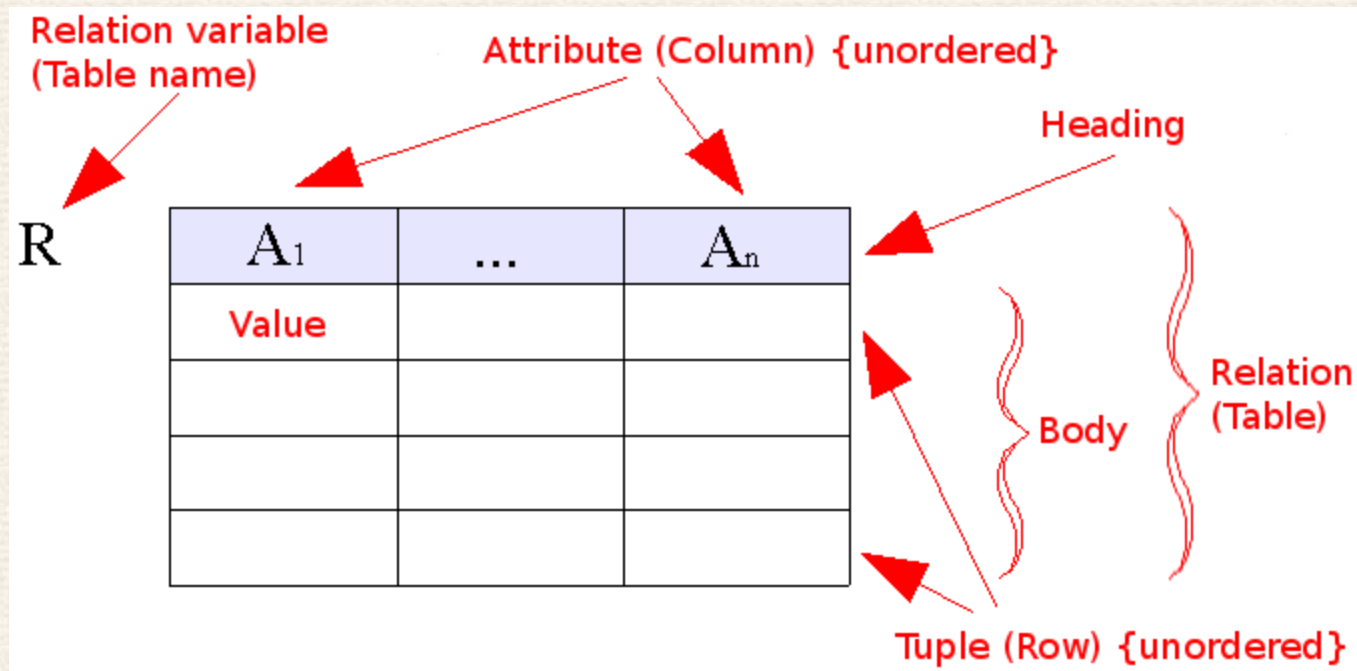 Relation variable
(Table name)
Attribute (Column) {unordered}
Heading
R
A1
...
An
Value
Relation
(Table)
Body
Tuple (Row) {unordered}